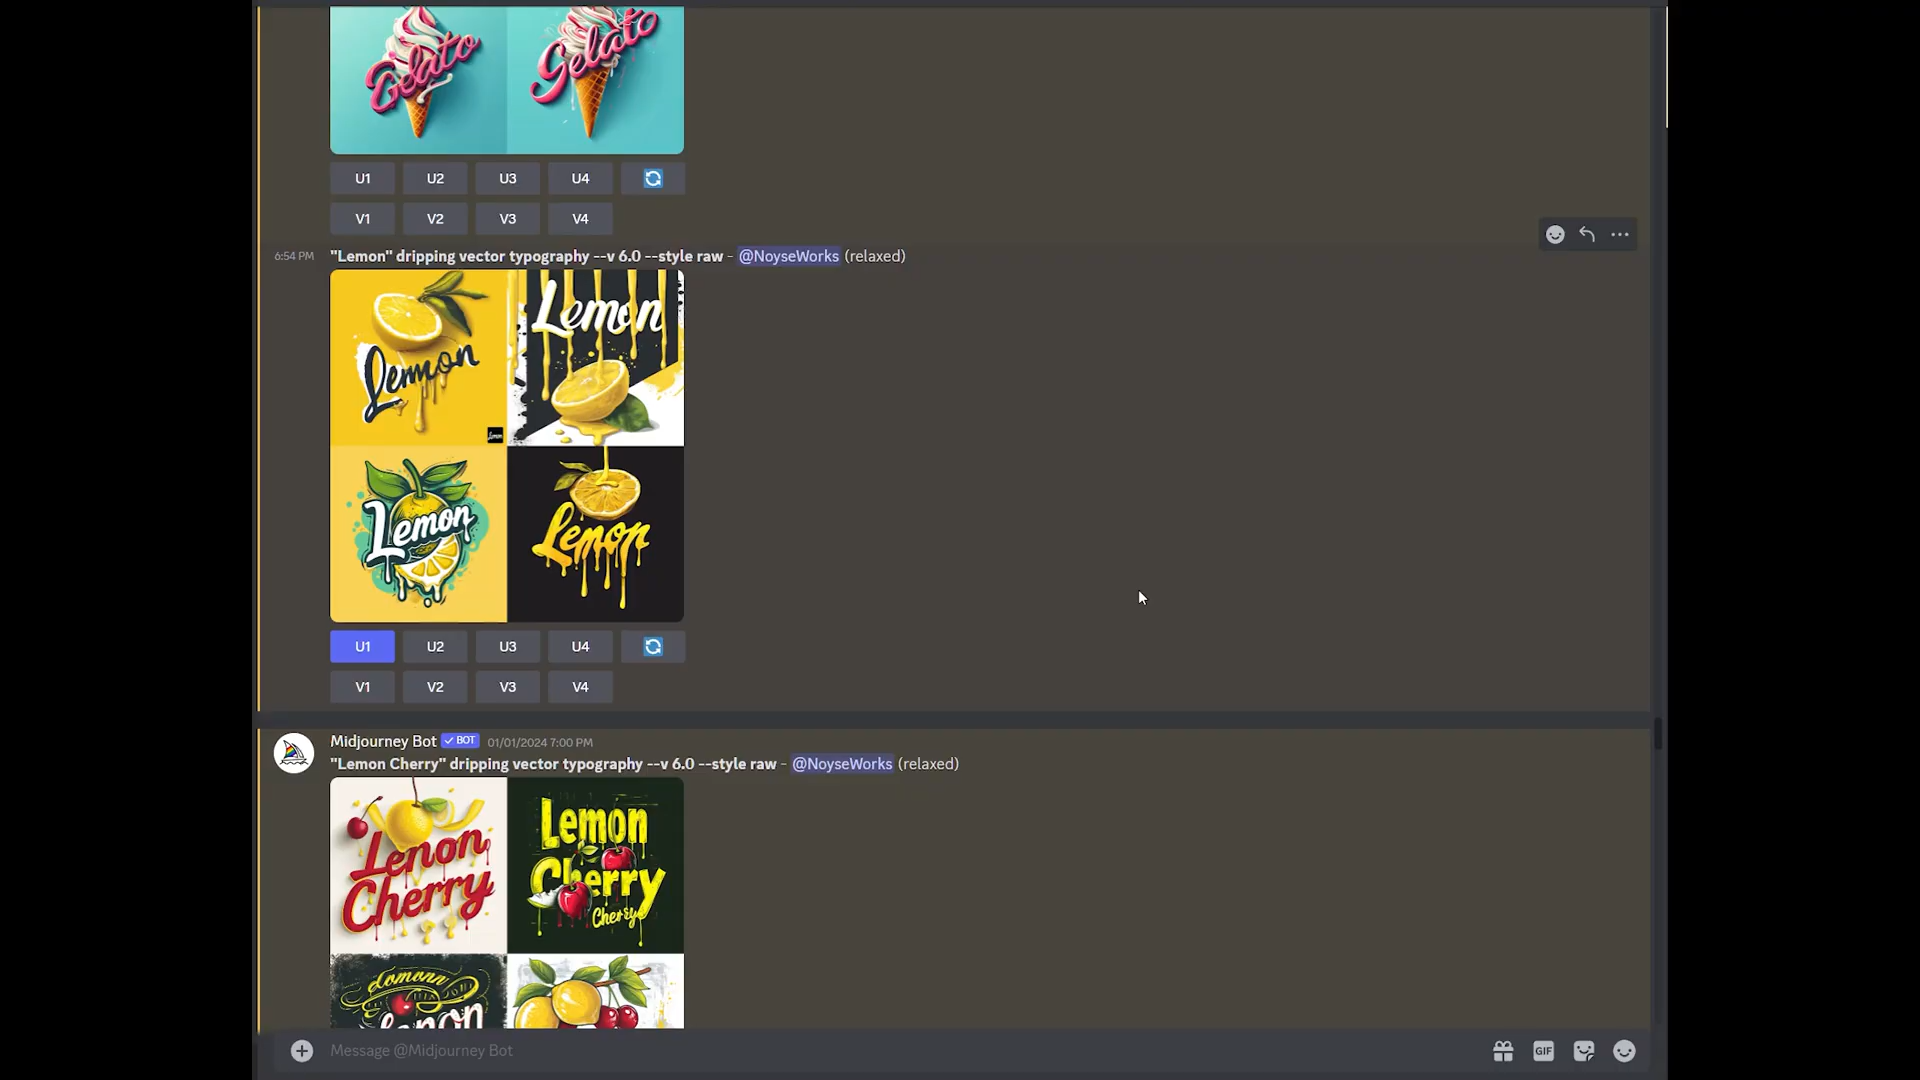 Gelato
Gelato
U1 U2 U3 U4
V1 V2 V3 V4
6:54 PM "Lemon" dripping vector typography --v 6.0 --style raw - @NoyseWorks (relaxed)
Lemon
Lemon
Lemon
Lemon
U1 U2 U3 U4
V1 V2 V3 V4
Midjourney Bot BOT 01/01/2024 7:00 PM
"Lemon Cherry" dripping vector typography --v 6.0 --style raw - @NoyseWorks (relaxed)
Lenon
Cherry
Lemon
Cherry
Cherry
Message @Midjourney Bot
GIF